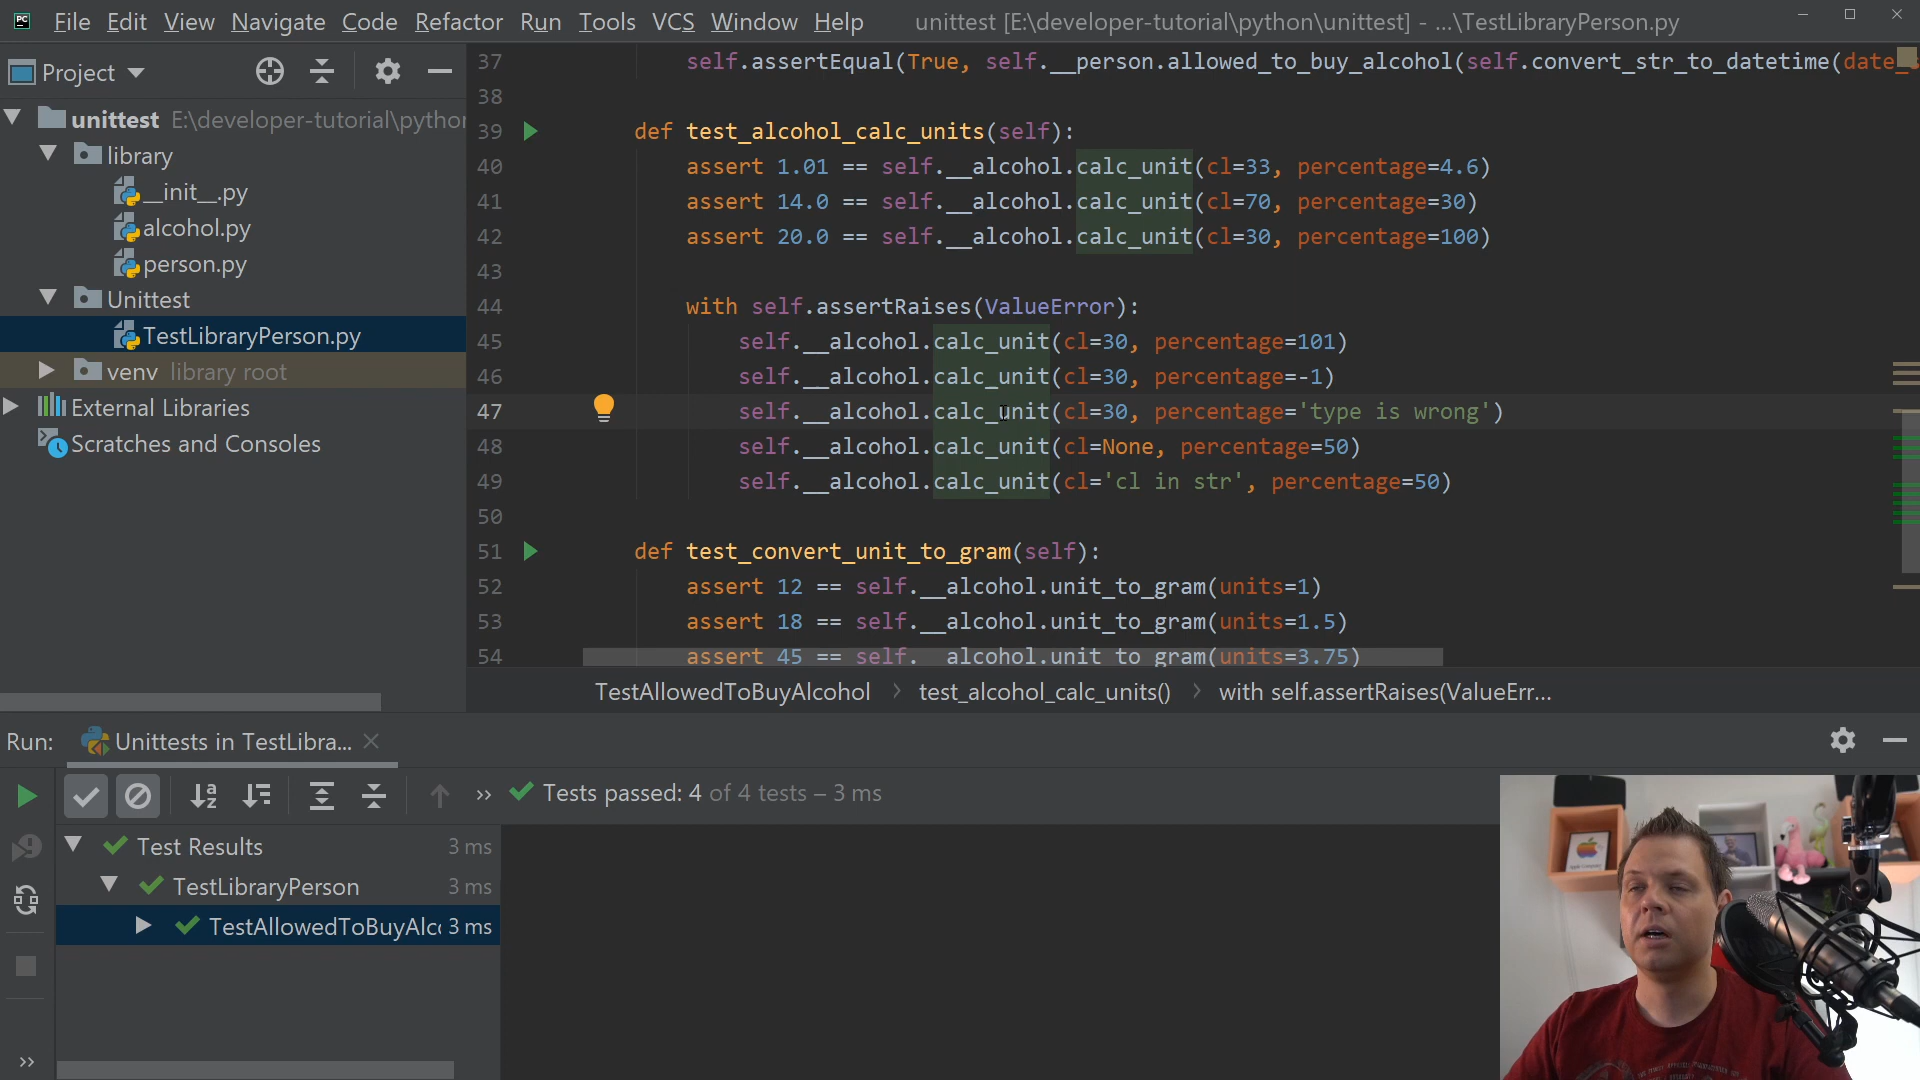 PC File Edit View Navigate Code Refactor Run Tools VCS Window Help unittest [E:\developer-tutorial\python\unittest] - ...\TestLibraryPerson.py
Project
unittest E:\developer-tutorial\python
library
__init__.py
alcohol.py
person.py
Unittest
TestLibraryPerson.py
venv library root
External Libraries
Scratches and Consoles
37 self.assertEqual(True, self.__person.allowed_to_buy_alcohol(self.convert_str_to_datetime(date_s
38
39 def test_alcohol_calc_units(self):
40 assert 1.01 == self.__alcohol.calc_unit(cl=33, percentage=4.6)
41 assert 14.0 == self.__alcohol.calc_unit(cl=70, percentage=30)
42 assert 20.0 == self.__alcohol.calc_unit(cl=30, percentage=100)
43
44 with self.assertRaises(ValueError):
45 self.__alcohol.calc_unit(cl=30, percentage=101)
46 self.__alcohol.calc_unit(cl=30, percentage=-1)
47 self.__alcohol.calc_unit(cl=30, percentage='type is wrong')
48 self.__alcohol.calc_unit(cl=None, percentage=50)
49 self.__alcohol.calc_unit(cl='cl in str', percentage=50)
50
51 def test_convert_unit_to_gram(self):
52 assert 12 == self.__alcohol.unit_to_gram(units=1)
53 assert 18 == self.__alcohol.unit_to_gram(units=1.5)
54 assert 45 == self.__alcohol.unit_to_gram(units=3.75)
TestAllowedToBuyAlcohol > test_alcohol_calc_units() > with self.assertRaises(ValueErr...
Run: Unittests in TestLibra...
Tests passed: 4 of 4 tests – 3 ms
Test Results 3 ms
TestLibraryPerson 3 ms
TestAllowedToBuyAlc 3 ms